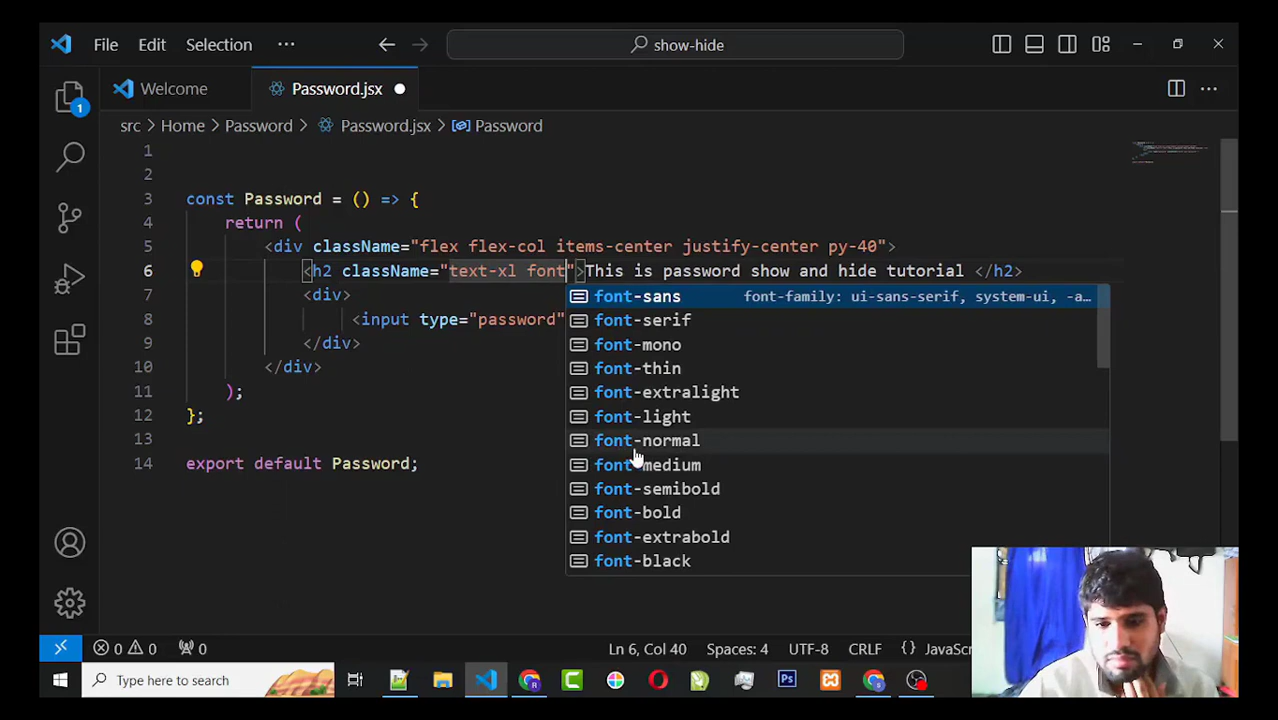 File Edit Selection ··· show-hide
Welcome Password.jsx
src > Home > Password > Password.jsx > Password
1
1
2
3 const Password = () => {
4 return (
5 <div className="flex flex-col items-center justify-center py-40">
6 <h2 className="text-xl font">This is password show and hide tutorial </h2>
7 <div>
8 <input type="password"
9 </div>
10 </div>
11 );
12 };
13
14 export default Password;
font-sans font-family: ui-sans-serif, system-ui, -a…
font-serif
font-mono
font-thin
font-extralight
font-light
font-normal
font-medium
font-semibold
font-bold
font-extrabold
font-black
0 0 0 Ln 6, Col 40 Spaces: 4 UTF-8 CRLF {} JavaS
Type here to search
R Ps